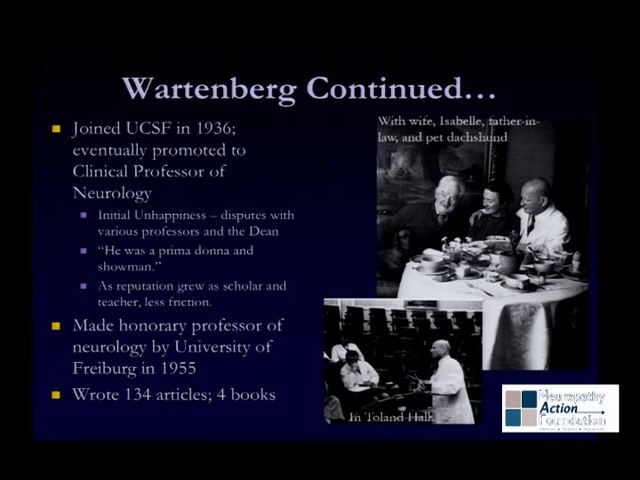 Wartenberg Continued…
Joined UCSF in 1936;
eventually promoted to
Clinical Professor of
Neurology
Initial Unhappiness – disputes with
various professors and the Dean
“He was a prima donna and
showman.”
As reputation grew as scholar and
teacher, less friction.
Made honorary professor of
neurology by University of
Freiburg in 1955
Wrote 134 articles; 4 books
With wife, Isabelle, father-in-
law, and pet dachshund
In Toland Hall
Neuropathy
Action
Foundation